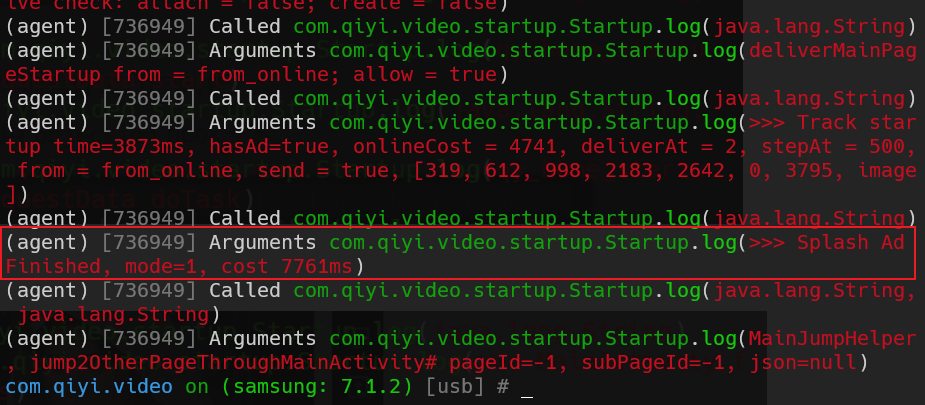 lve check: attach = false; create = false)
(agent) [736949] Called com.qiyi.video.startup.Startup.log(java.lang.String)
(agent) [736949] Arguments com.qiyi.video.startup.Startup.log(deliverMainPag
eStartup from = from_online; allow = true)
(agent) [736949] Called com.qiyi.video.startup.Startup.log(java.lang.String)
(agent) [736949] Arguments com.qiyi.video.startup.Startup.log(>>> Track star
tup time=3873ms, hasAd=true, onlineCost = 4741, deliverAt = 2, stepAt = 500,
 from = from_online, send = true, [319, 612, 998, 2183, 2642, 0, 3795, image
])
(agent) [736949] Called com.qiyi.video.startup.Startup.log(java.lang.String)
(agent) [736949] Arguments com.qiyi.video.startup.Startup.log(>>> Splash Ad
Finished, mode=1, cost 7761ms)
(agent) [736949] Called com.qiyi.video.startup.Startup.log(java.lang.String,
 java.lang.String)
(agent) [736949] Arguments com.qiyi.video.startup.Startup.log(MainJumpHelper
, jump2OtherPageThroughMainActivity# pageId=-1, subPageId=-1, json=null)
com.qiyi.video on (samsung: 7.1.2) [usb] # _